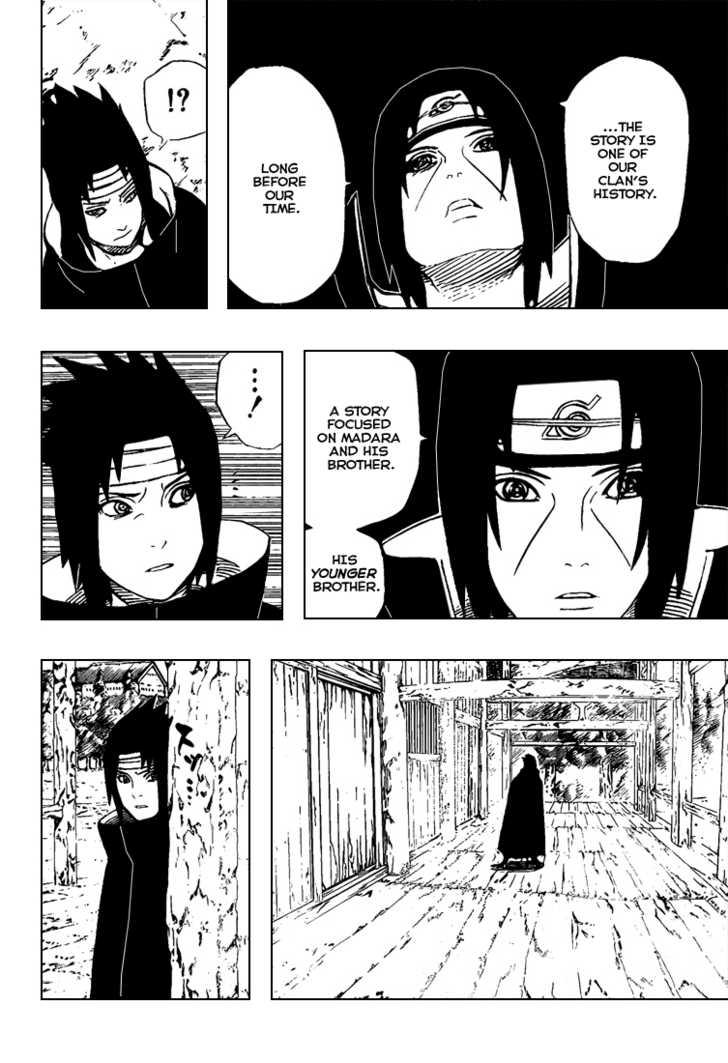 ...THE
STORY IS
ONE OF
OUR
CLAN'S
HISTORY.
LONG
BEFORE
OUR
TIME.
!?
A STORY
FOCUSED
ON MADARA
AND HIS
BROTHER.
HIS
YOUNGER
BROTHER.
...!
スッ…